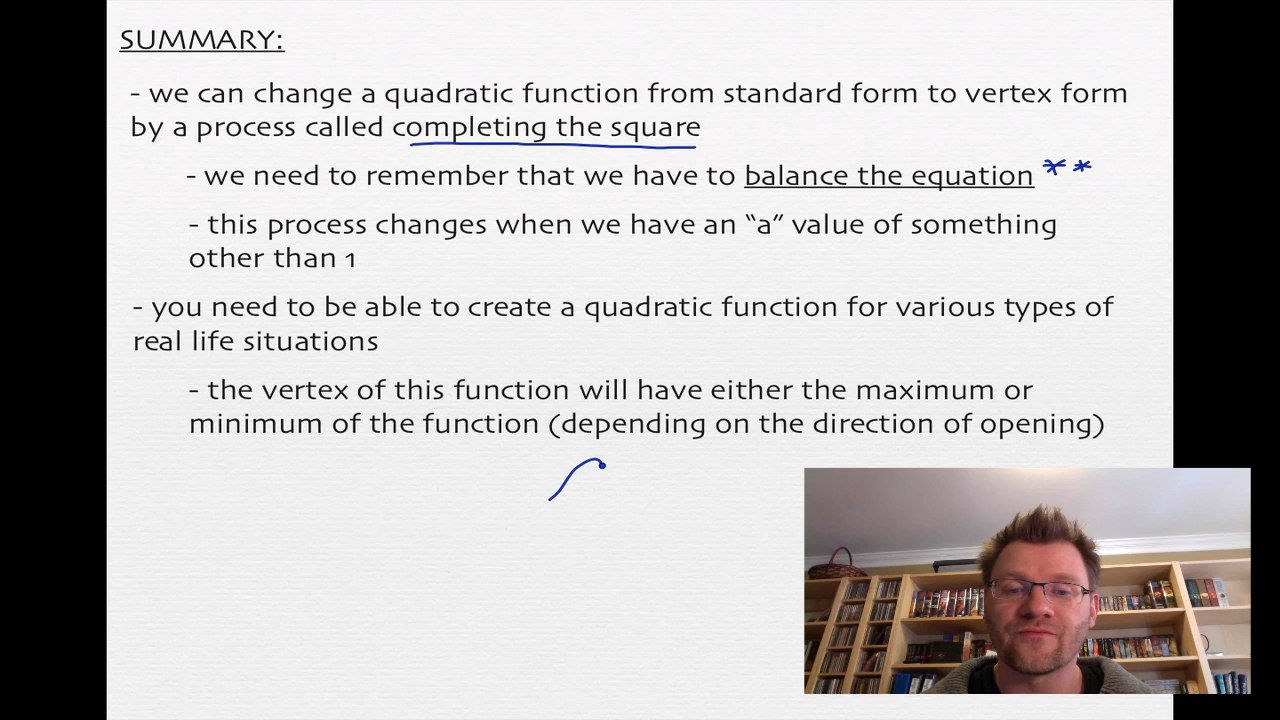 SUMMARY:
- we can change a quadratic function from standard form to vertex form
by a process called completing the square
- we need to remember that we have to balance the equation **
- this process changes when we have an “a” value of something
other than 1
- you need to be able to create a quadratic function for various types of
real life situations
- the vertex of this function will have either the maximum or
minimum of the function (depending on the direction of opening)